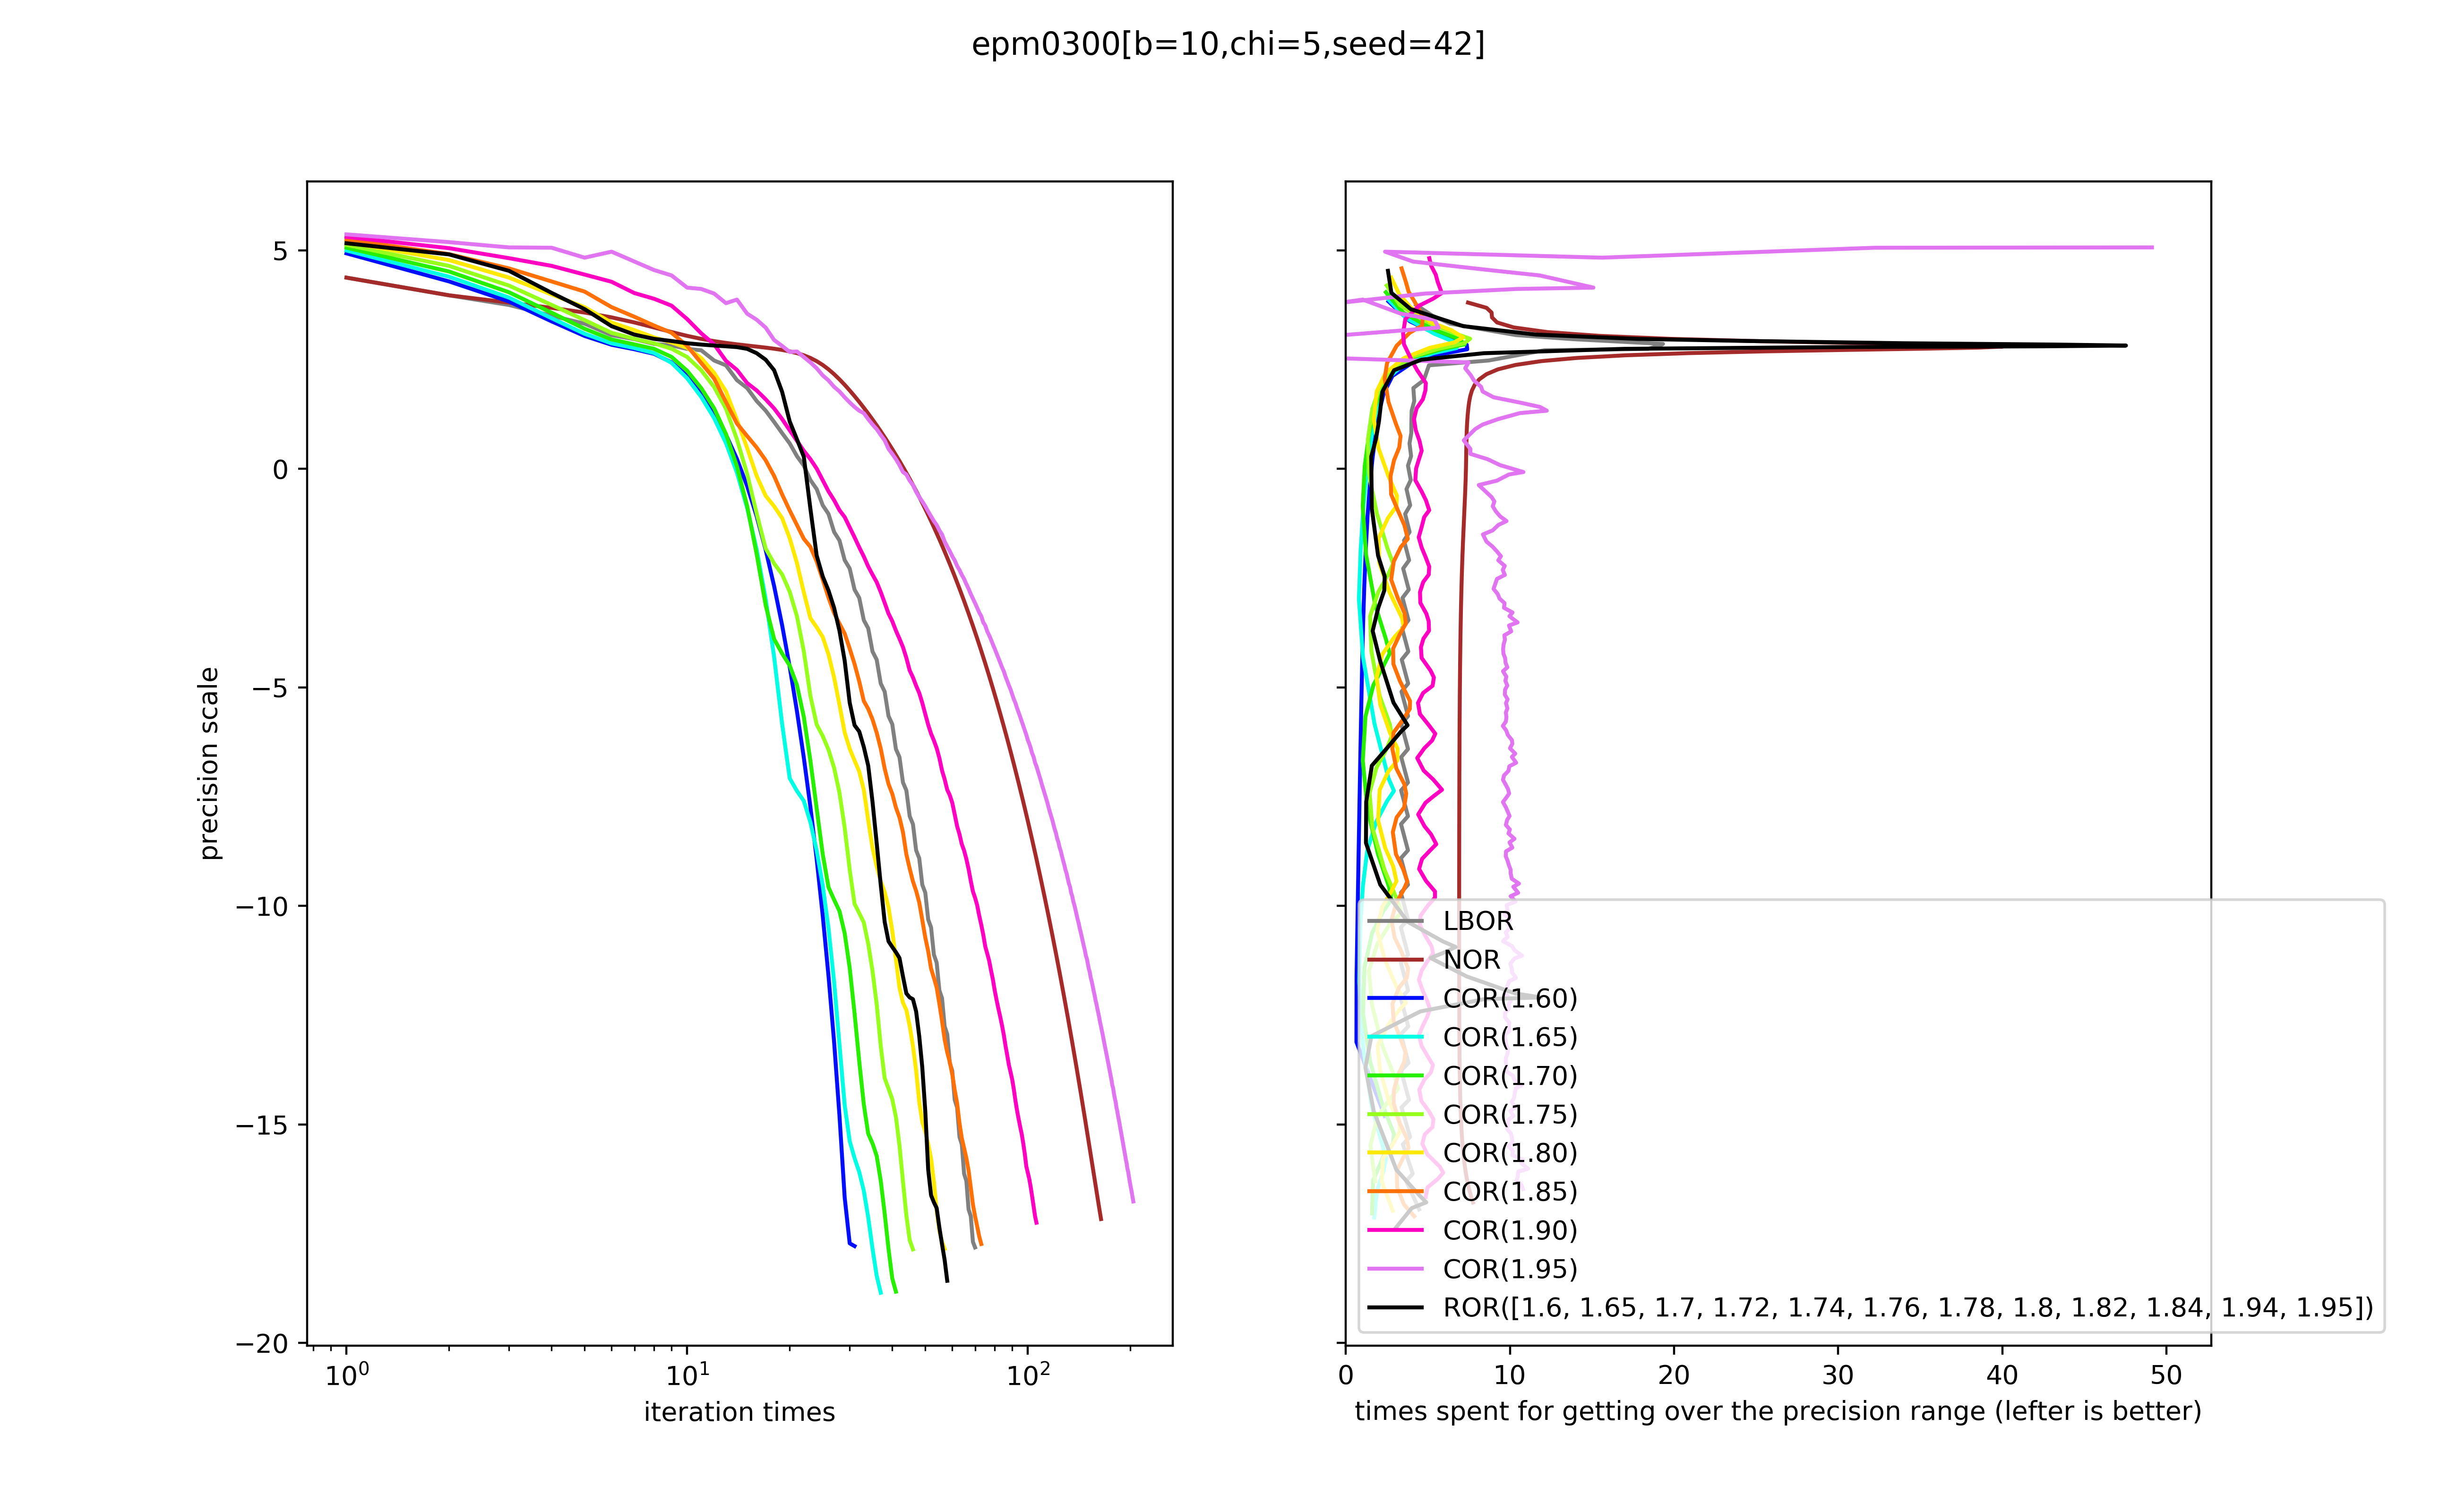 epm0300[b=10,chi=5,seed=42]
precision scale
5
0
−5
−10
−15
−20
10⁰
10¹
10²
iteration times
0
10
20
30
40
50
times spent for getting over the precision range (lefter is better)
LBOR
NOR
COR(1.60)
COR(1.65)
COR(1.70)
COR(1.75)
COR(1.80)
COR(1.85)
COR(1.90)
COR(1.95)
ROR([1.6, 1.65, 1.7, 1.72, 1.74, 1.76, 1.78, 1.8, 1.82, 1.84, 1.94, 1.95])